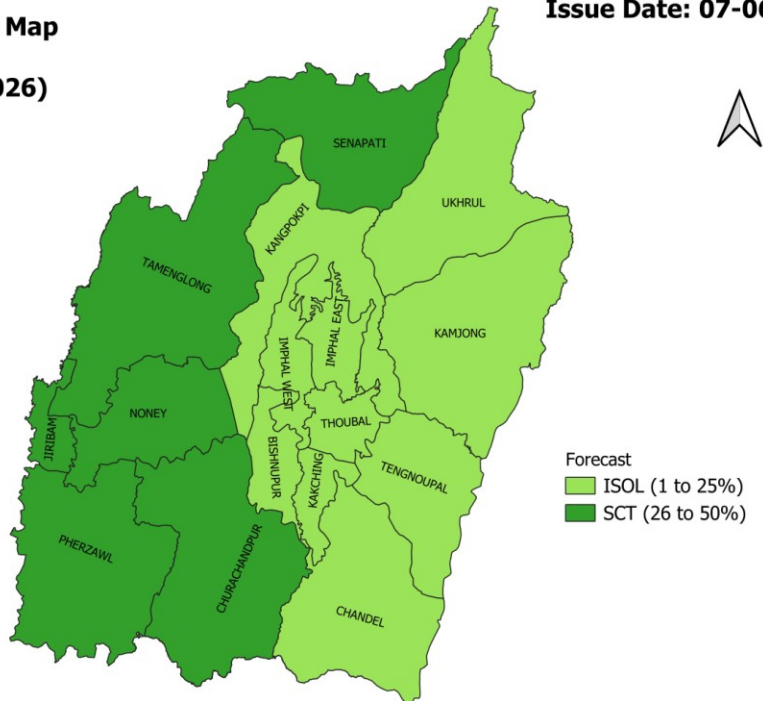 Map
Issue Date: 07-0
026)
SENAPATI
UKHRUL
KANGPOKPI
TAMENGLONG
IMPHAL EAST
KAMJONG
IMPHAL WEST
NONEY
THOUBAL
JIRIBAM
BISHNUPUR
KAKCHING
TENGNOUPAL
Forecast
ISOL (1 to 25%)
SCT (26 to 50%)
PHERZAWL
CHURACHANDPUR
CHANDEL